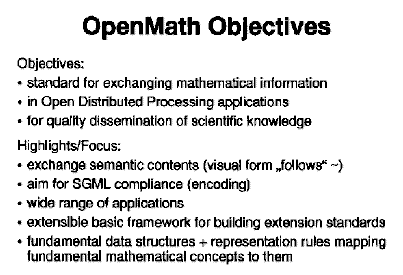 OpenMath Objectives
Objectives:
• standard for exchanging mathematical information
• in Open Distributed Processing applications
• for quality dissemination of scientific knowledge
Highlights/Focus:
• exchange semantic contents (visual form „follows“ ~)
• aim for SGML compliance (encoding)
• wide range of applications
• extensible basic framework for building extension standards
• fundamental data structures + representation rules mapping
fundamental mathematical concepts to them